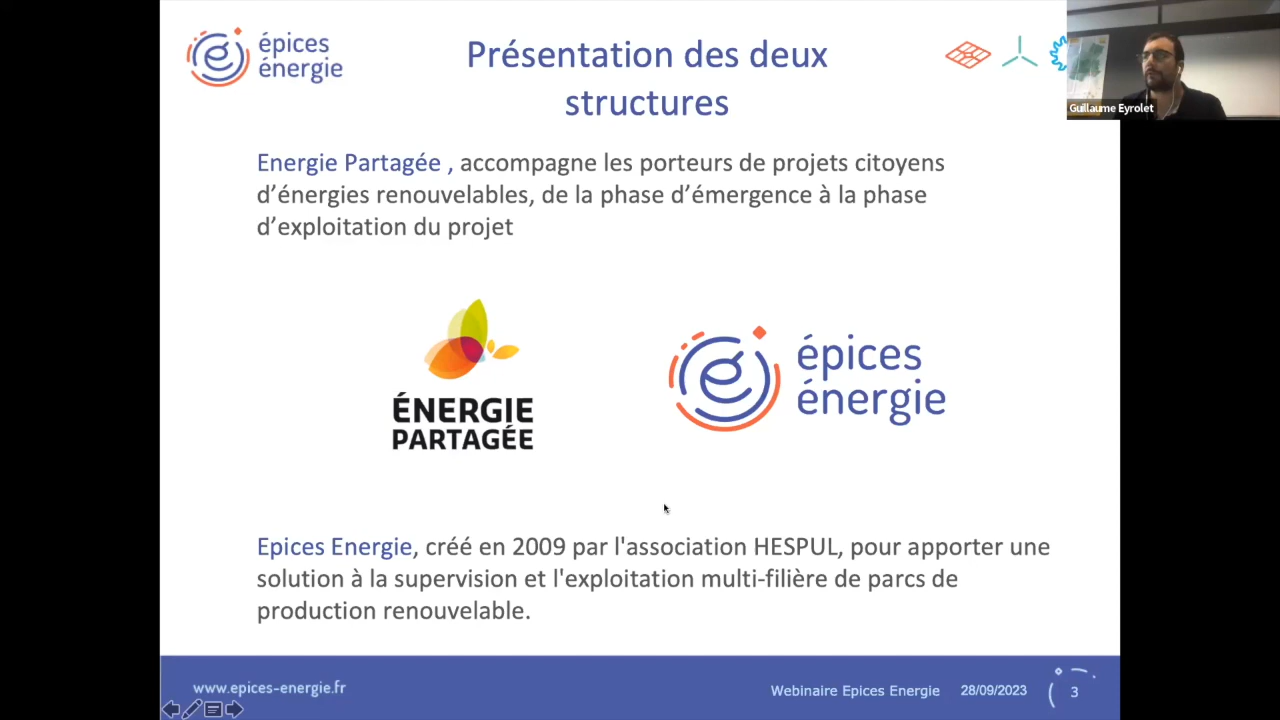 épices
énergie
Présentation des deux
structures
Guillaume Eyrolet
Energie Partagée , accompagne les porteurs de projets citoyens
d’énergies renouvelables, de la phase d’émergence à la phase
d’exploitation du projet
ÉNERGIE
PARTAGÉE
épices
énergie
Epices Energie, créé en 2009 par l'association HESPUL, pour apporter une
solution à la supervision et l'exploitation multi-filière de parcs de
production renouvelable.
www.epices-energie.fr
Webinaire Epices Energie 28/09/2023 3